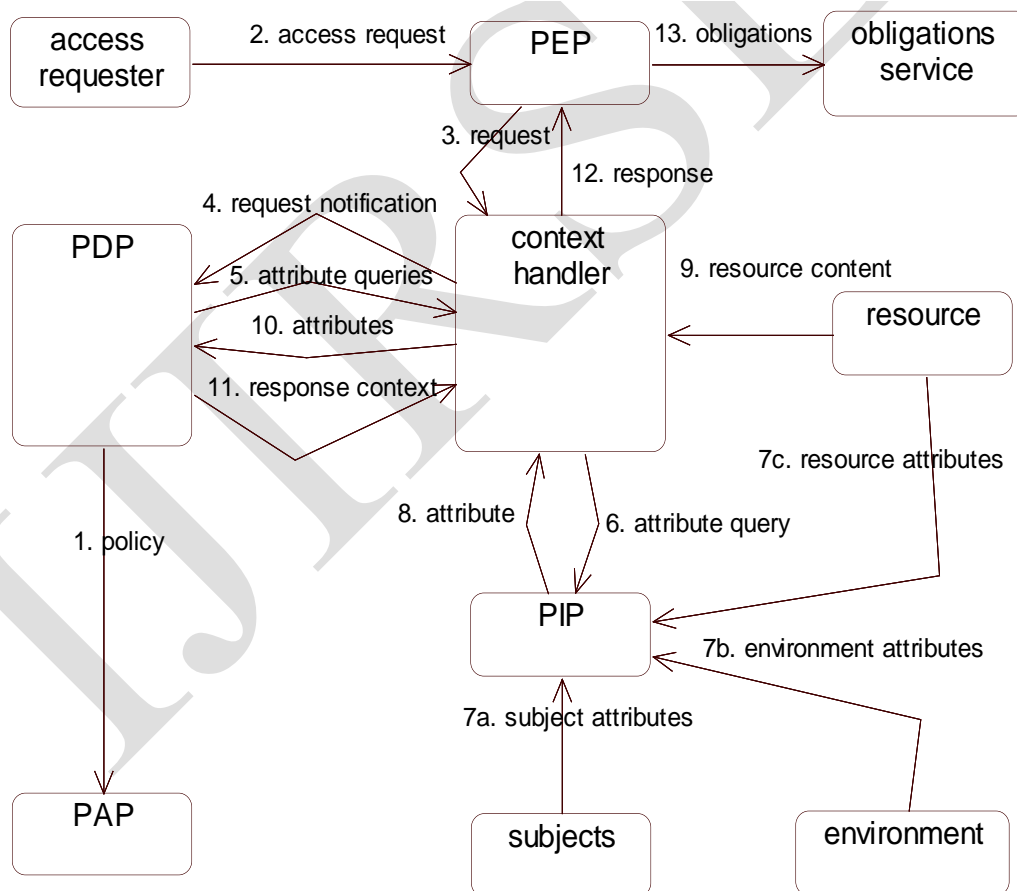 access
requester
2. access request
PEP
13. obligations
obligations
service
3. request
12. response
4. request notification
PDP
context
handler
5. attribute queries
9. resource content
10. attributes
resource
11. response context
7c. resource attributes
8. attribute
6. attribute query
1. policy
PIP
7b. environment attributes
7a. subject attributes
PAP
subjects
environment
IJRSI